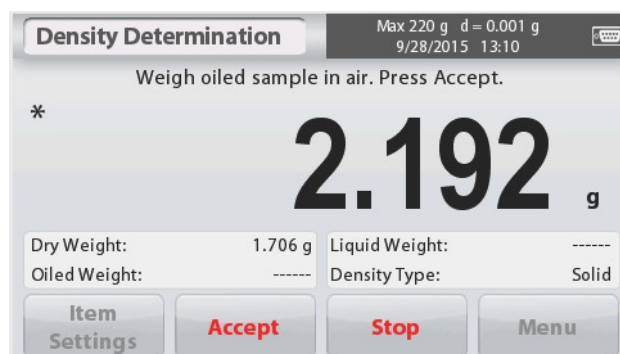 Density Determination
Max 220 g d = 0.001 g
9/28/2015 13:10
Weigh oiled sample in air. Press Accept.
*
2.192 g
Dry Weight: 1.706 g Liquid Weight: ------
Oiled Weight: ------ Density Type: Solid
Item Settings
Accept
Stop
Menu